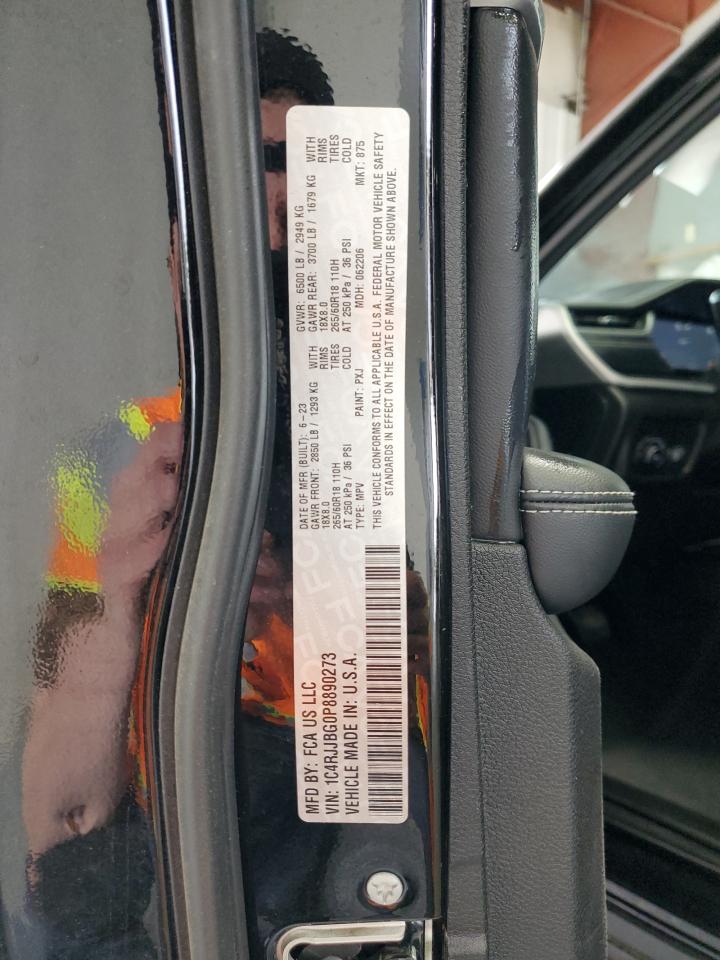 MFD BY: FCA US LLC
VIN: 1C4RJJBG0P8890273
VEHICLE MADE IN: U.S.A.
DATE OF MFR (BUILT): 6-23 GVWR: 6500 LB / 2949 KG
GAWR FRONT: 2850 LB / 1293 KG WITH GAWR REAR: 3700 LB / 1679 KG WITH
18X8.0 RIMS 18X8.0 RIMS
265/60R18 110H TIRES 265/60R18 110H TIRES
AT 250 kPa / 36 PSI COLD AT 250 kPa / 36 PSI COLD
TYPE: MPV PAINT: PXJ MDH: 062206 MKT: 875
THIS VEHICLE CONFORMS TO ALL APPLICABLE U.S.A. FEDERAL MOTOR VEHICLE SAFETY
STANDARDS IN EFFECT ON THE DATE OF MANUFACTURE SHOWN ABOVE.